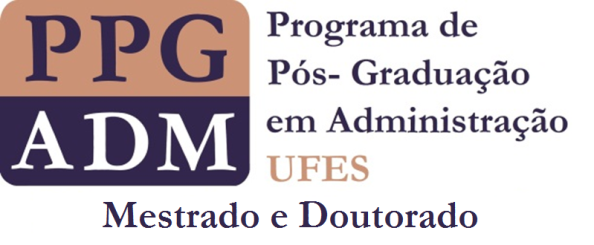 PPG
ADM
Programa de
Pós- Graduação
em Administração
UFES
Mestrado e Doutorado